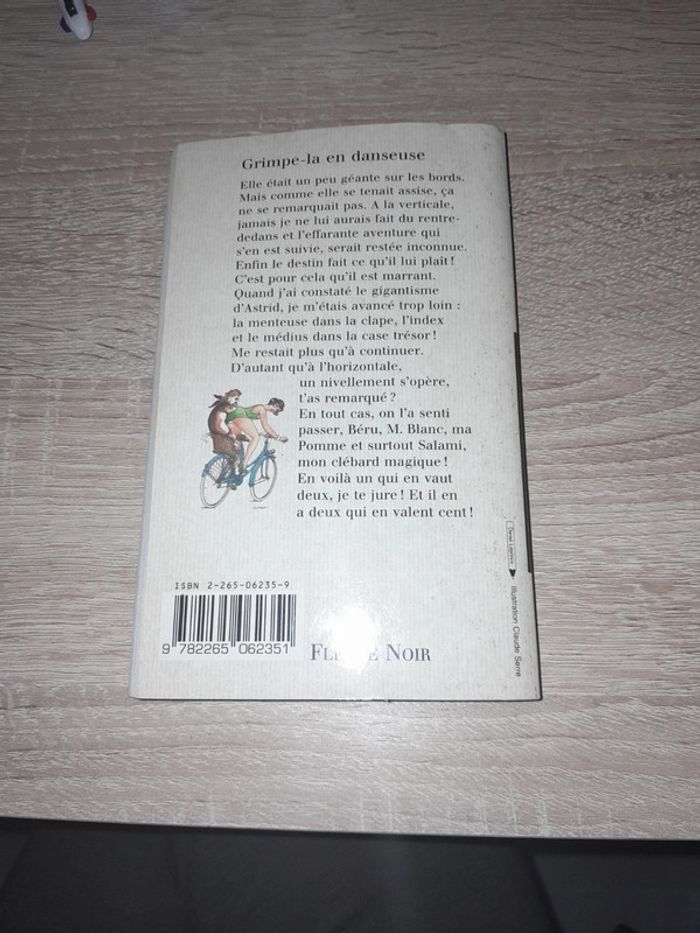 Grimpe-la en danseuse
Elle était un peu géante sur les bords.
Mais comme elle se tenait assise, ça
ne se remarquait pas. A la verticale,
jamais je ne lui aurais fait du rentre-
dedans et l'effarante aventure qui
s'en est suivie, serait restée inconnue.
Enfin le destin fait ce qu'il lui plaît !
C'est pour cela qu'il est marrant.
Quand j'ai constaté le gigantisme
d'Astrid, je m'étais avancé trop loin :
la menteuse dans la clape, l'index
et le médius dans la case trésor !
Me restait plus qu'à continuer.
D'autant qu'à l'horizontale,
un nivellement s'opère,
t'as remarqué ?
En tout cas, on l'a senti
passer, Béru, M. Blanc, ma
Pomme et surtout Salami,
mon clébard magique !
En voilà un qui en vaut
deux, je te jure ! Et il en
a deux qui en valent cent !
ISBN 2-265-06235-9
9 782265 062351
Noir
Illustration Claude Serre